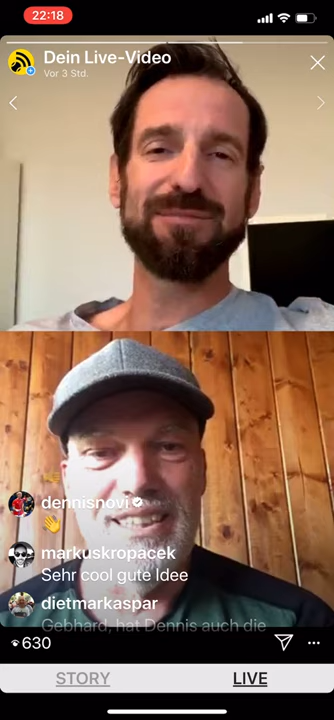 22:18
Dein Live-Video
Vor 3 Std.
dennisnovi
👋
markuskropacek
Sehr cool gute Idee
dietmarkaspar
Gebhard, hat Dennis auch die
630
STORY
LIVE